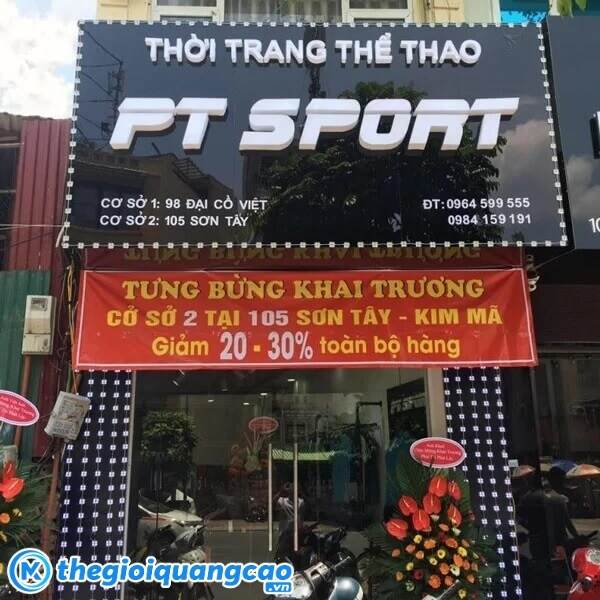 THỜI TRANG THỂ THAO
PT SPORT
CƠ SỞ 1: 98 ĐẠI CỒ VIỆT
CƠ SỞ 2: 105 SƠN TÂY
ĐT: 0964 599 555
0984 159 191
10
TƯNG BỪNG KHAI TRƯƠNG
CỞ SỞ 2 TẠI 105 SƠN TÂY - KIM MÃ
Giảm 20 - 30% toàn bộ hàng
thegioiquangcao.vn